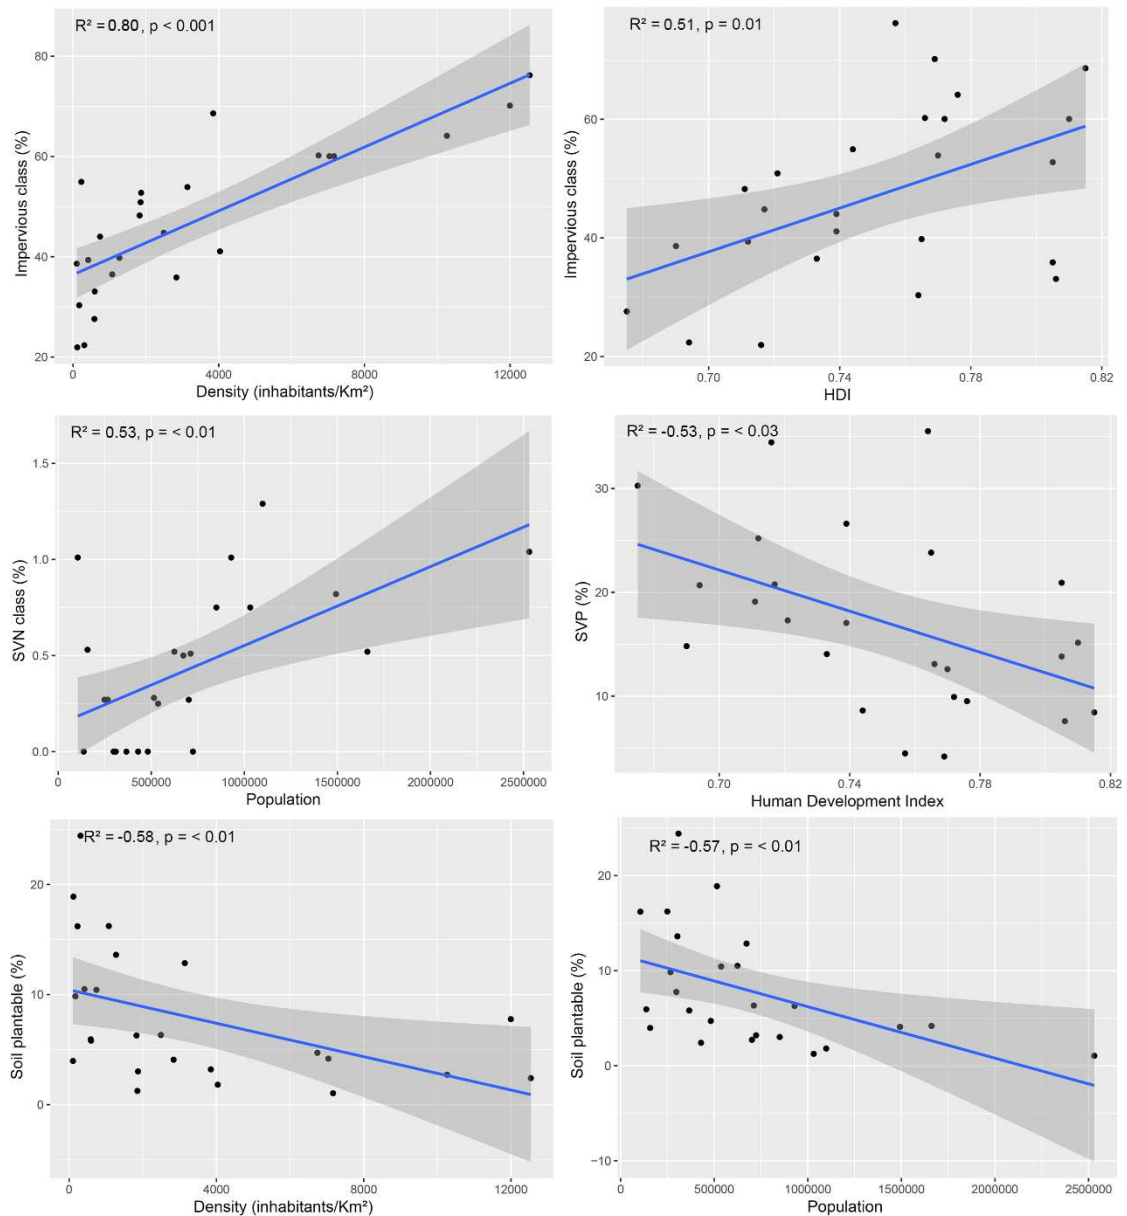 R² = 0.80, p < 0.001
Impervious class (%)
80
60
40
20
0
4000
8000
12000
Density (inhabitants/Km²)
R² = 0.51, p = 0.01
Impervious class (%)
60
40
20
0.70
0.74
0.78
0.82
HDI
R² = 0.53, p = < 0.01
SVN class (%)
1.5
1.0
0.5
0.0
0
500000
1000000
1500000
2000000
2500000
Population
R² = -0.53, p = < 0.03
SVP (%)
30
20
10
0.70
0.74
0.78
0.82
Human Development Index
R² = -0.58, p = < 0.01
Soil plantable (%)
20
10
0
0
4000
8000
12000
Density (inhabitants/Km²)
R² = -0.57, p = < 0.01
Soil plantable (%)
20
10
0
−10
0
500000
1000000
1500000
2000000
2500000
Population